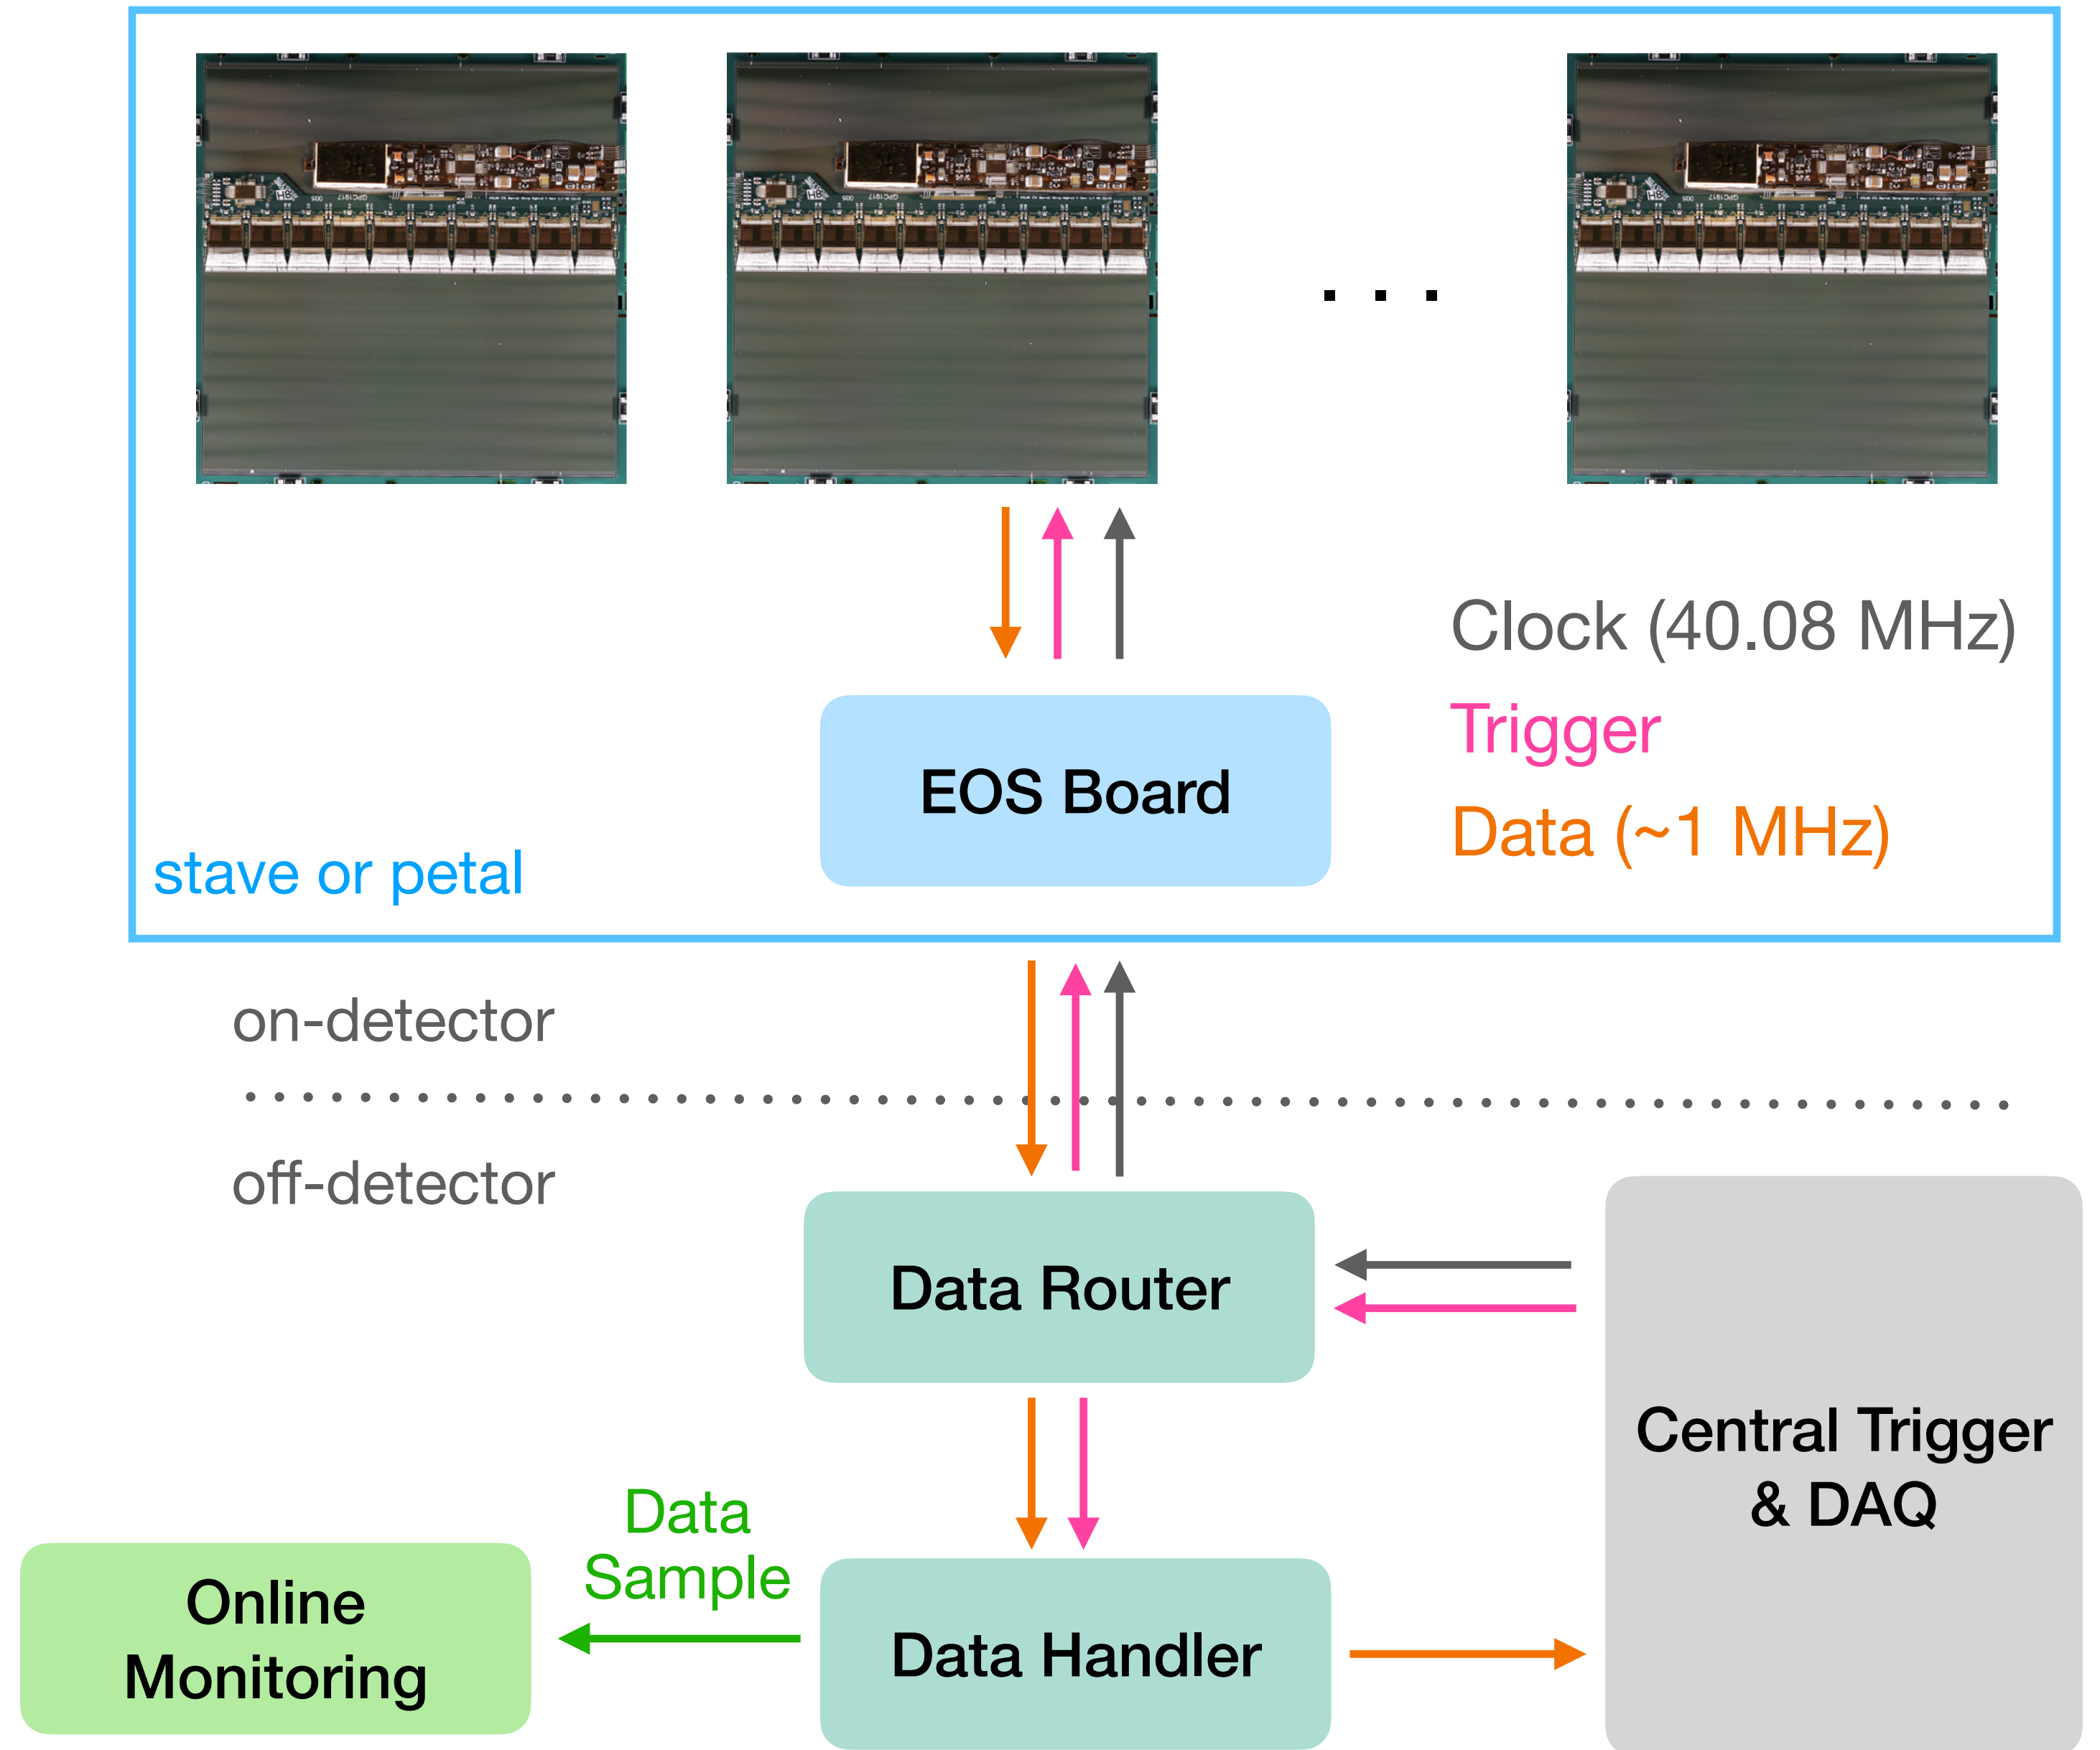 Clock (40.08 MHz)
Trigger
EOS Board
Data (~1 MHz)
stave or petal
on-detector
off-detector
Data Router
Central Trigger
& DAQ
Data
Sample
Online
Monitoring
Data Handler